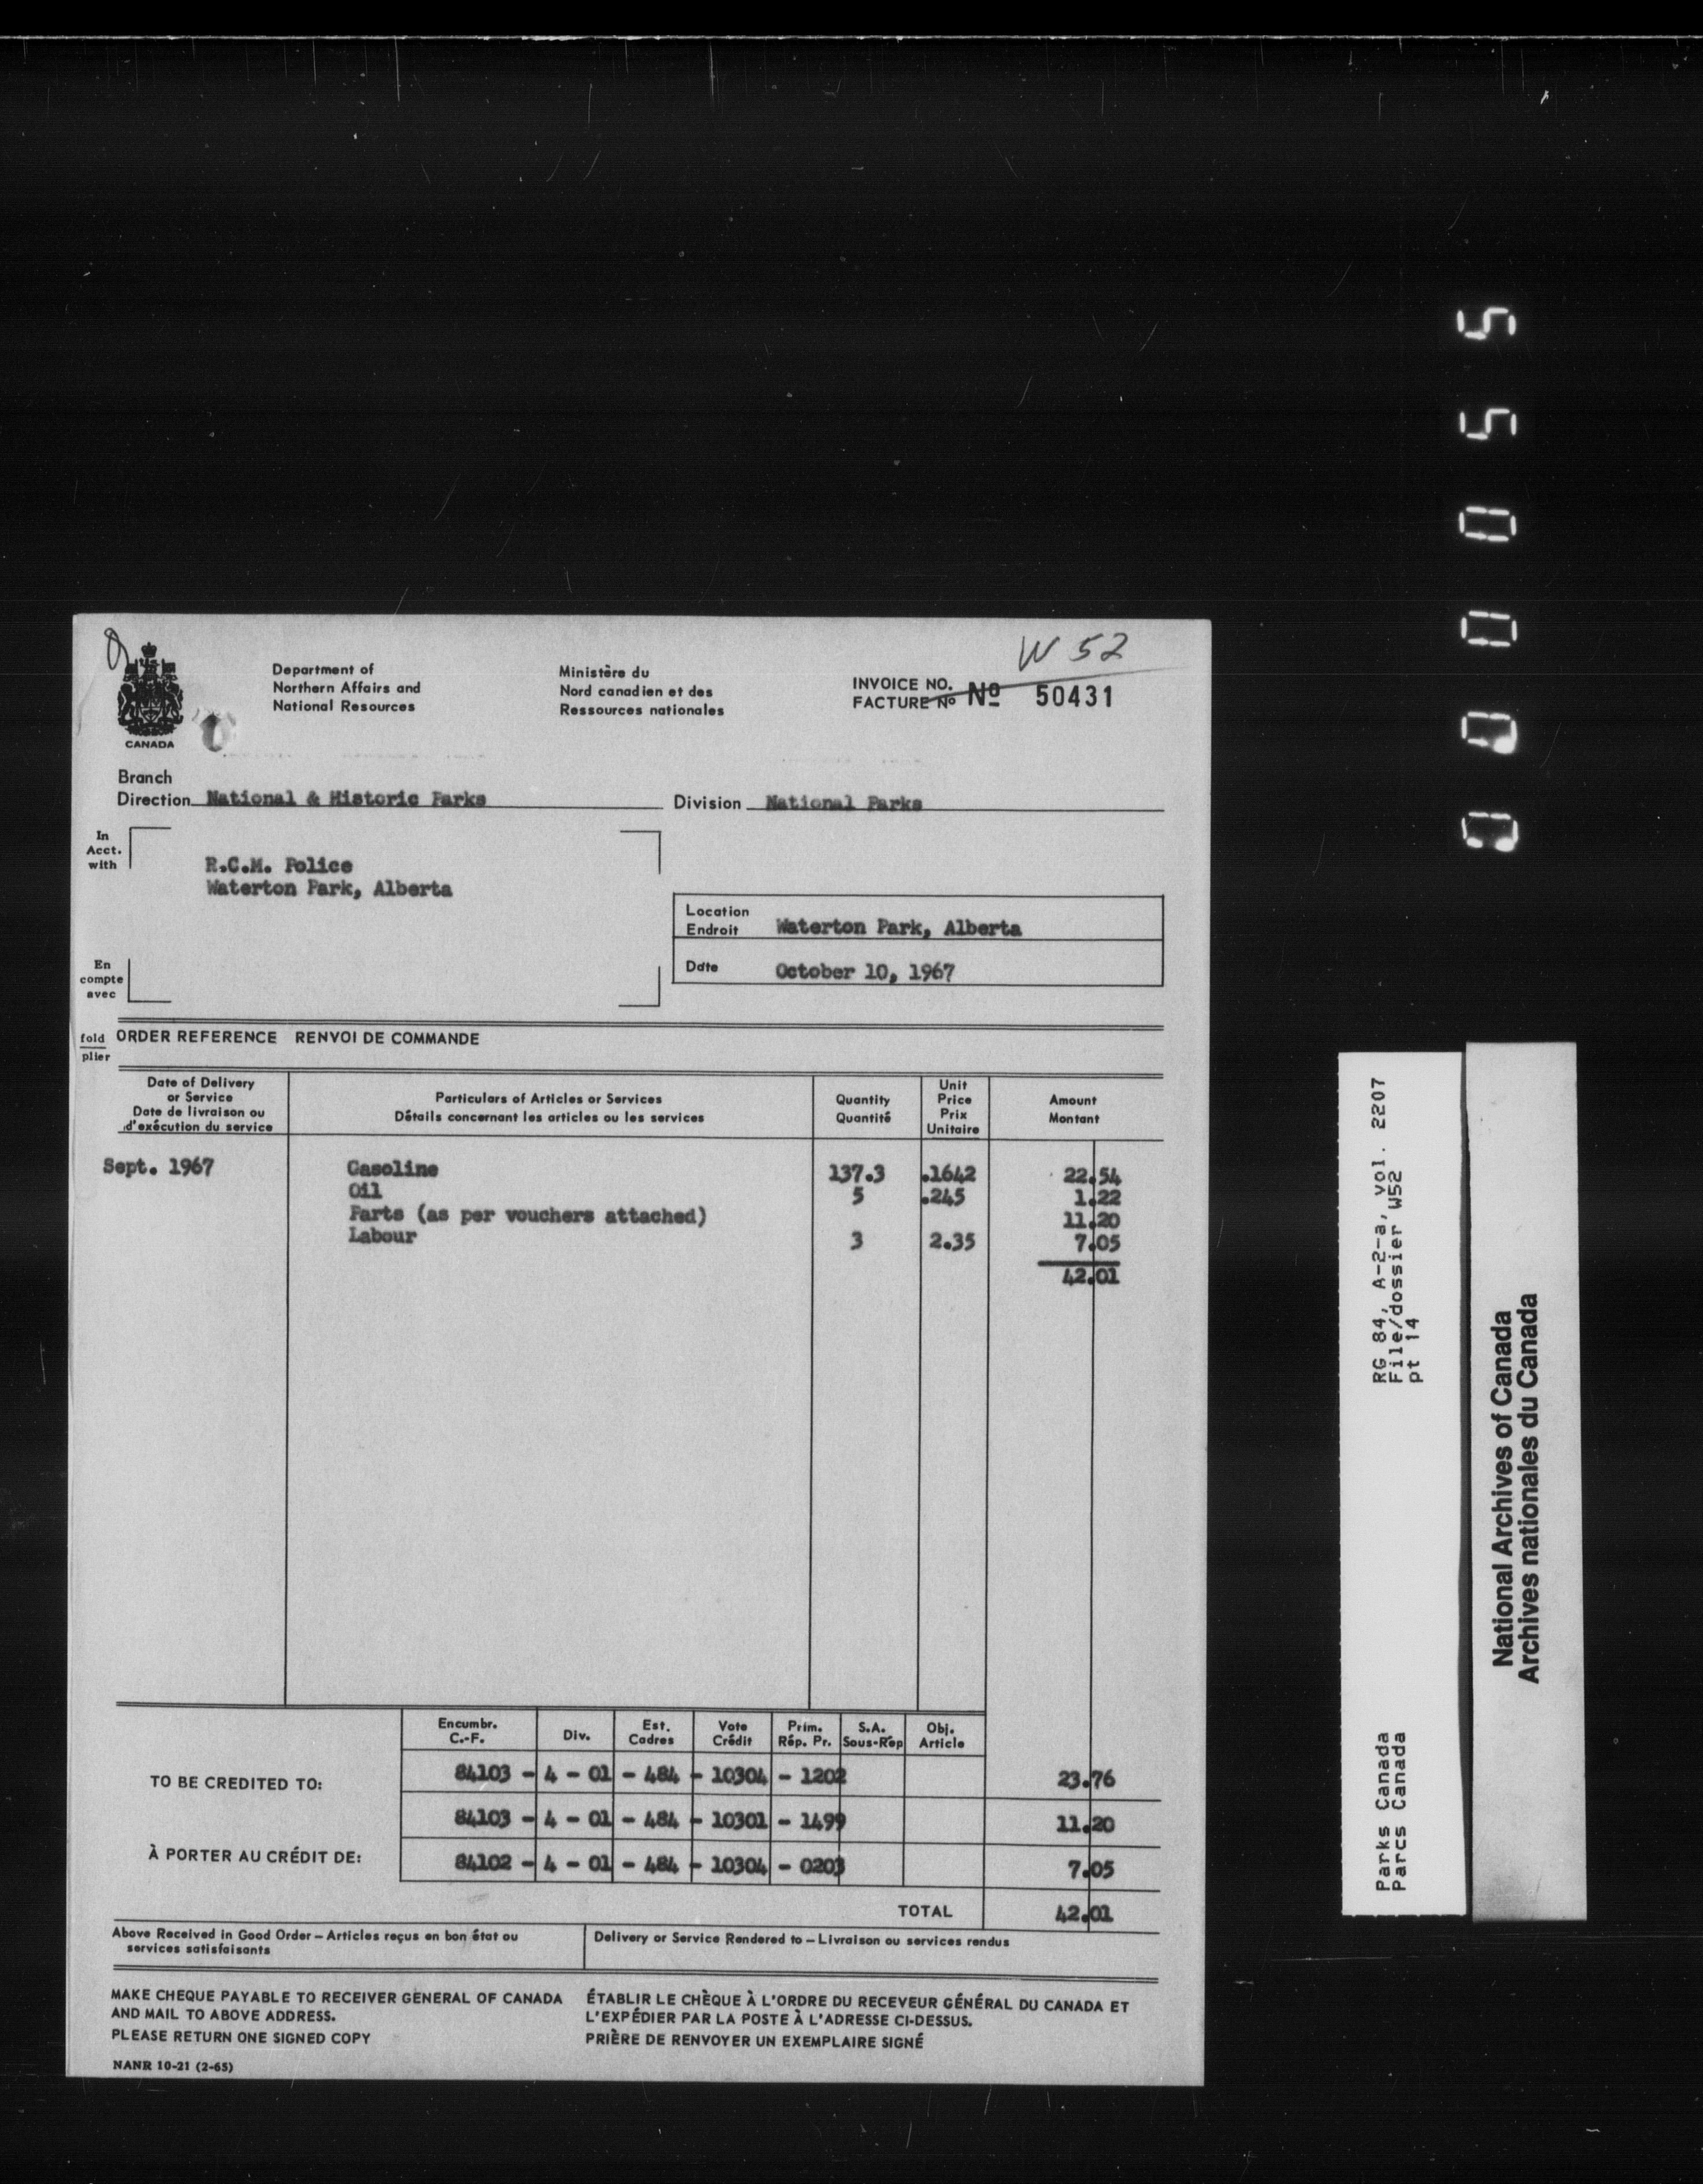 W 52
Department of
Northern Affairs and
National Resources
Ministère du
Nord canadien et des
Ressources nationales
INVOICE NO.
FACTURE Nº Nº 50431
CANADA
Branch
Direction National & Historic Parks
Division National Parks
In
Acct.
with
R.C.M. Police
Waterton Park, Alberta
Location
Endroit Waterton Park, Alberta
Date October 10, 1967
En
compte
avec
fold
plier
ORDER REFERENCE RENVOI DE COMMANDE
Date of Delivery
or Service
Date de livraison ou
d'exécution du service
Particulars of Articles or Services
Détails concernant les articles ou les services
Quantity
Quantité
Unit
Price
Prix
Unitaire
Amount
Montant
Sept. 1967 Gasoline 137.3 .1642 22.54
Oil 5 .245 1.22
Parts (as per vouchers attached) 11.20
Labour 3 2.35 7.05
42.01
Encumbr.
C.-F.
Div.
Est.
Cadres
Vote
Crédit
Prim.
Rép. Pr.
S.A.
Sous-Rép
Obj.
Article
TO BE CREDITED TO:
84103 - 4 - 01 - 484 - 10304 - 1202 23.76
84103 - 4 - 01 - 484 - 10301 - 1499 11.20
À PORTER AU CRÉDIT DE:
84102 - 4 - 01 - 484 - 10304 - 0203 7.05
TOTAL 42.01
Above Received in Good Order – Articles reçus en bon état ou
services satisfaisants
Delivery or Service Rendered to – Livraison ou services rendus
MAKE CHEQUE PAYABLE TO RECEIVER GENERAL OF CANADA
AND MAIL TO ABOVE ADDRESS.
PLEASE RETURN ONE SIGNED COPY
ÉTABLIR LE CHÈQUE À L'ORDRE DU RECEVEUR GÉNÉRAL DU CANADA ET
L'EXPÉDIER PAR LA POSTE À L'ADRESSE CI-DESSUS.
PRIÈRE DE RENVOYER UN EXEMPLAIRE SIGNÉ
NANR 10-21 (2-65)
Parks Canada
Parcs Canada
RG 84, A-2-a, vol. 2207
File/dossier W52
pt 14
National Archives of Canada
Archives nationales du Canada